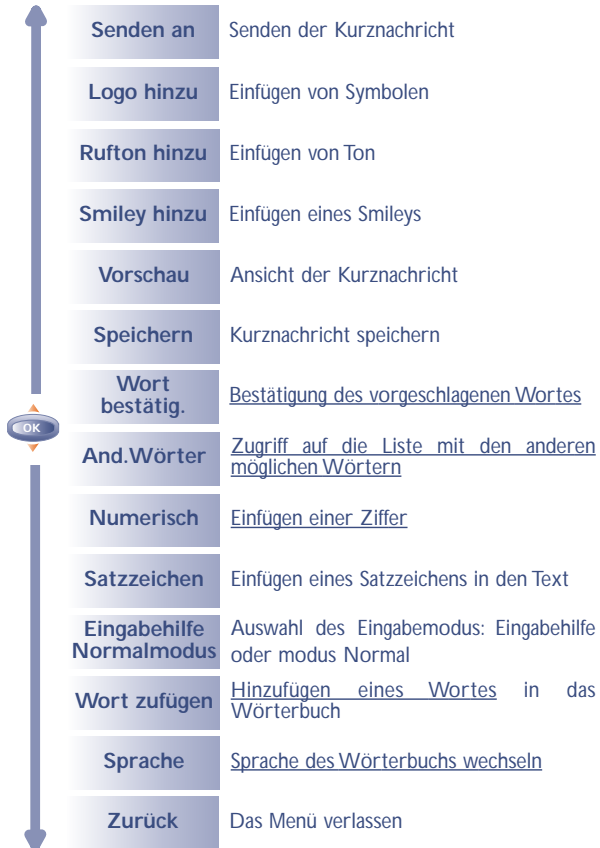 Senden an Senden der Kurznachricht
Logo hinzu Einfügen von Symbolen
Rufton hinzu Einfügen von Ton
Smiley hinzu Einfügen eines Smileys
Vorschau Ansicht der Kurznachricht
Speichern Kurznachricht speichern
Wort
bestätig.
Bestätigung des vorgeschlagenen Wortes
OK
And.Wörter
Zugriff auf die Liste mit den anderen
möglichen Wörtern
Numerisch Einfügen einer Ziffer
Satzzeichen Einfügen eines Satzzeichens in den Text
Eingabehilfe
Normalmodus
Auswahl des Eingabemodus: Eingabehilfe
oder modus Normal
Wort zufügen
Hinzufügen eines Wortes in das
Wörterbuch
Sprache Sprache des Wörterbuchs wechseln
Zurück Das Menü verlassen